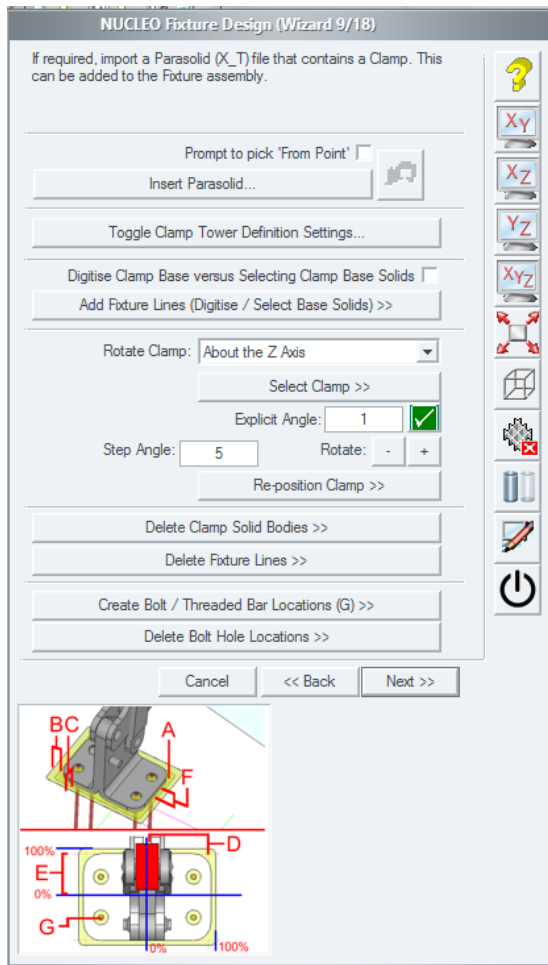 NUCLEO Fixture Design (Wizard 9/18)
If required, import a Parasolid (X_T) file that contains a Clamp. This
can be added to the Fixture assembly.
?
XY
Prompt to pick 'From Point'
Insert Parasolid...
XZ
Toggle Clamp Tower Definition Settings...
YZ
Digitise Clamp Base versus Selecting Clamp Base Solids
XYZ
Add Fixture Lines (Digitise / Select Base Solids) >>
Rotate Clamp: About the Z Axis
Select Clamp >>
Explicit Angle: 1
Step Angle: 5 Rotate: - +
Re-position Clamp >>
Delete Clamp Solid Bodies >>
Delete Fixture Lines >>
Create Bolt / Threaded Bar Locations (G) >>
Delete Bolt Hole Locations >>
Cancel << Back Next >>
BC A
F
100% D
E
0%
G
0% 100%